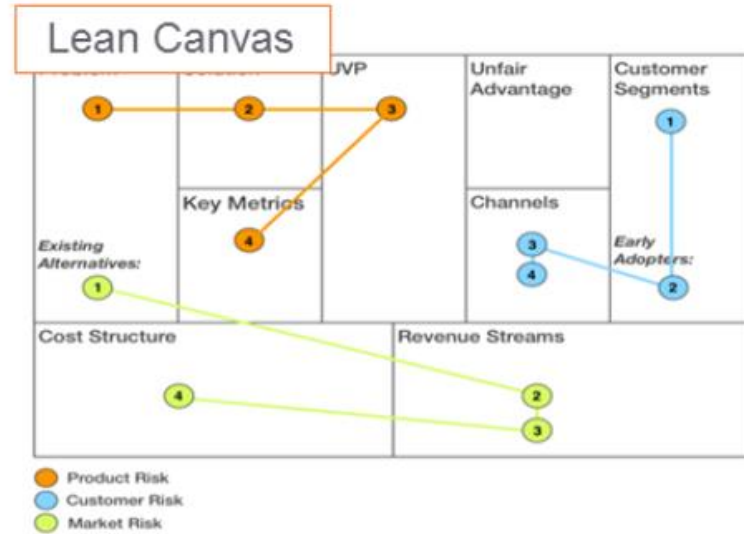 Lean Canvas
UVP
Unfair
Advantage
Customer
Segments
1
2
3
1
Key Metrics
4
Channels
3
4
Existing
Alternatives:
1
Early
Adopters:
2
Cost Structure
4
Revenue Streams
2
3
Product Risk
Customer Risk
Market Risk